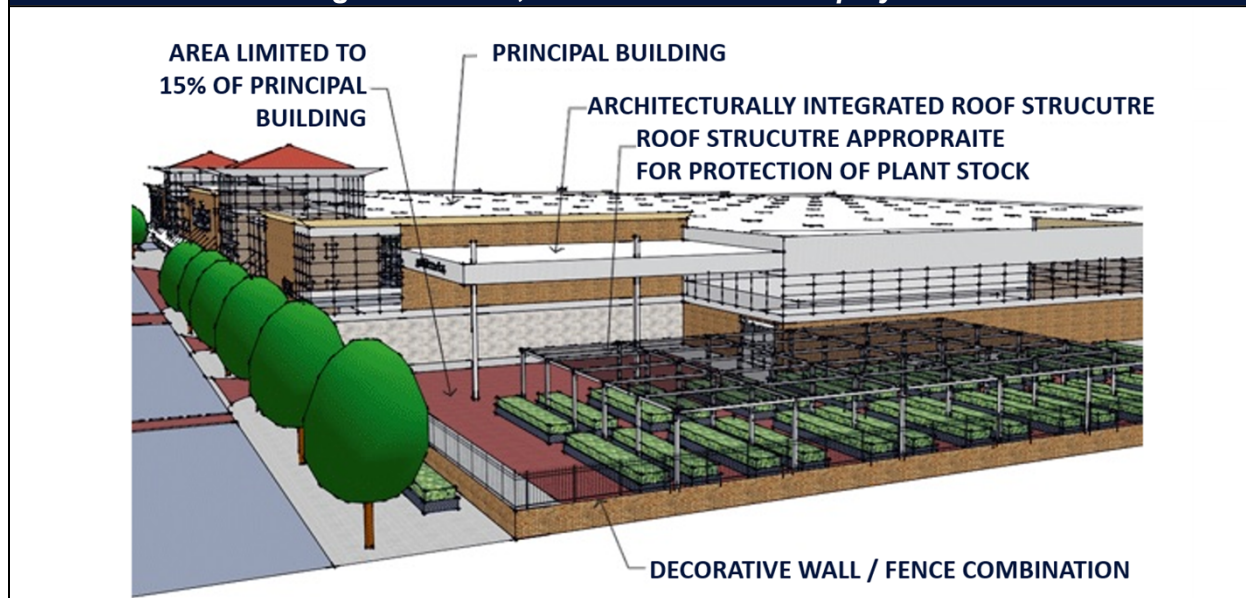 AREA LIMITED TO
15% OF PRINCIPAL
BUILDING
PRINCIPAL BUILDING
ARCHITECTURALLY INTEGRATED ROOF STRUCUTRE
ROOF STRUCUTRE APPROPRAITE
FOR PROTECTION OF PLANT STOCK
DECORATIVE WALL / FENCE COMBINATION